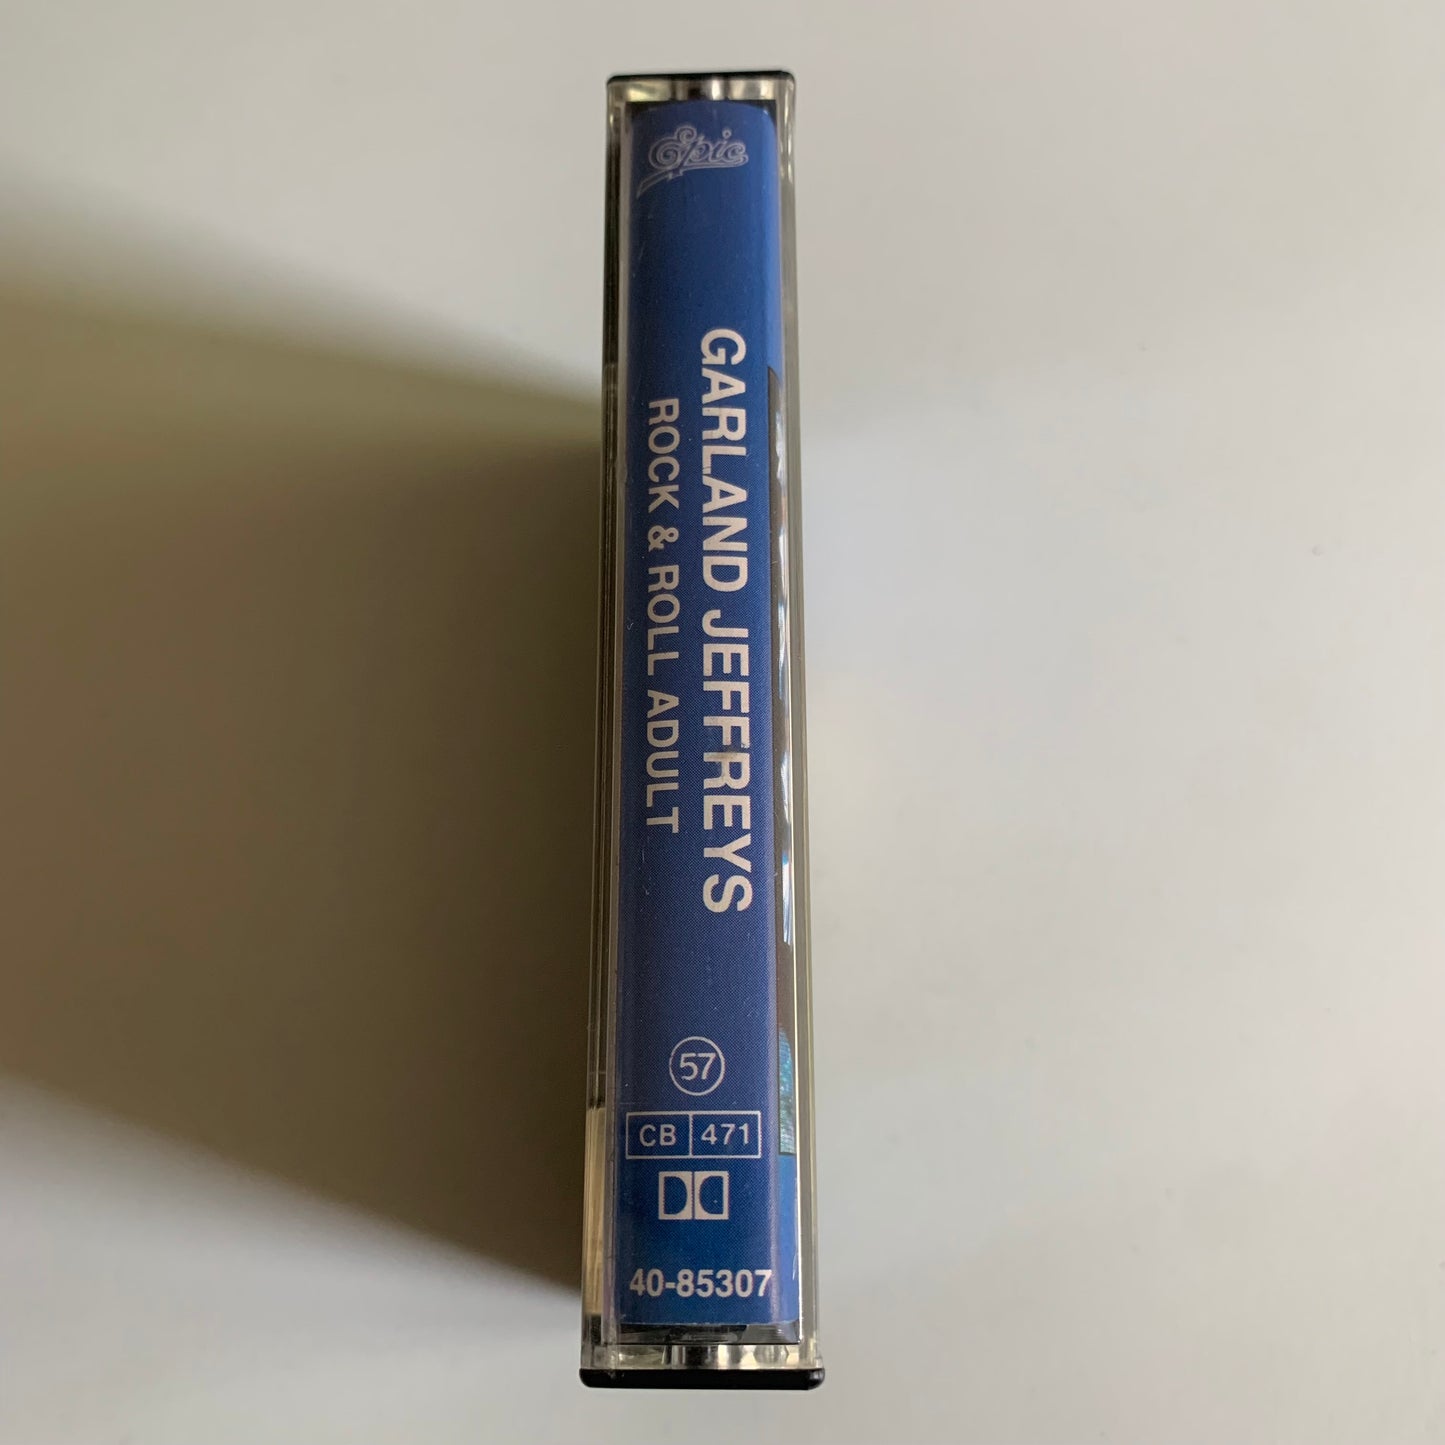 Epic
GARLAND JEFFREYS
ROCK & ROLL ADULT
57
CB 471
40-85307